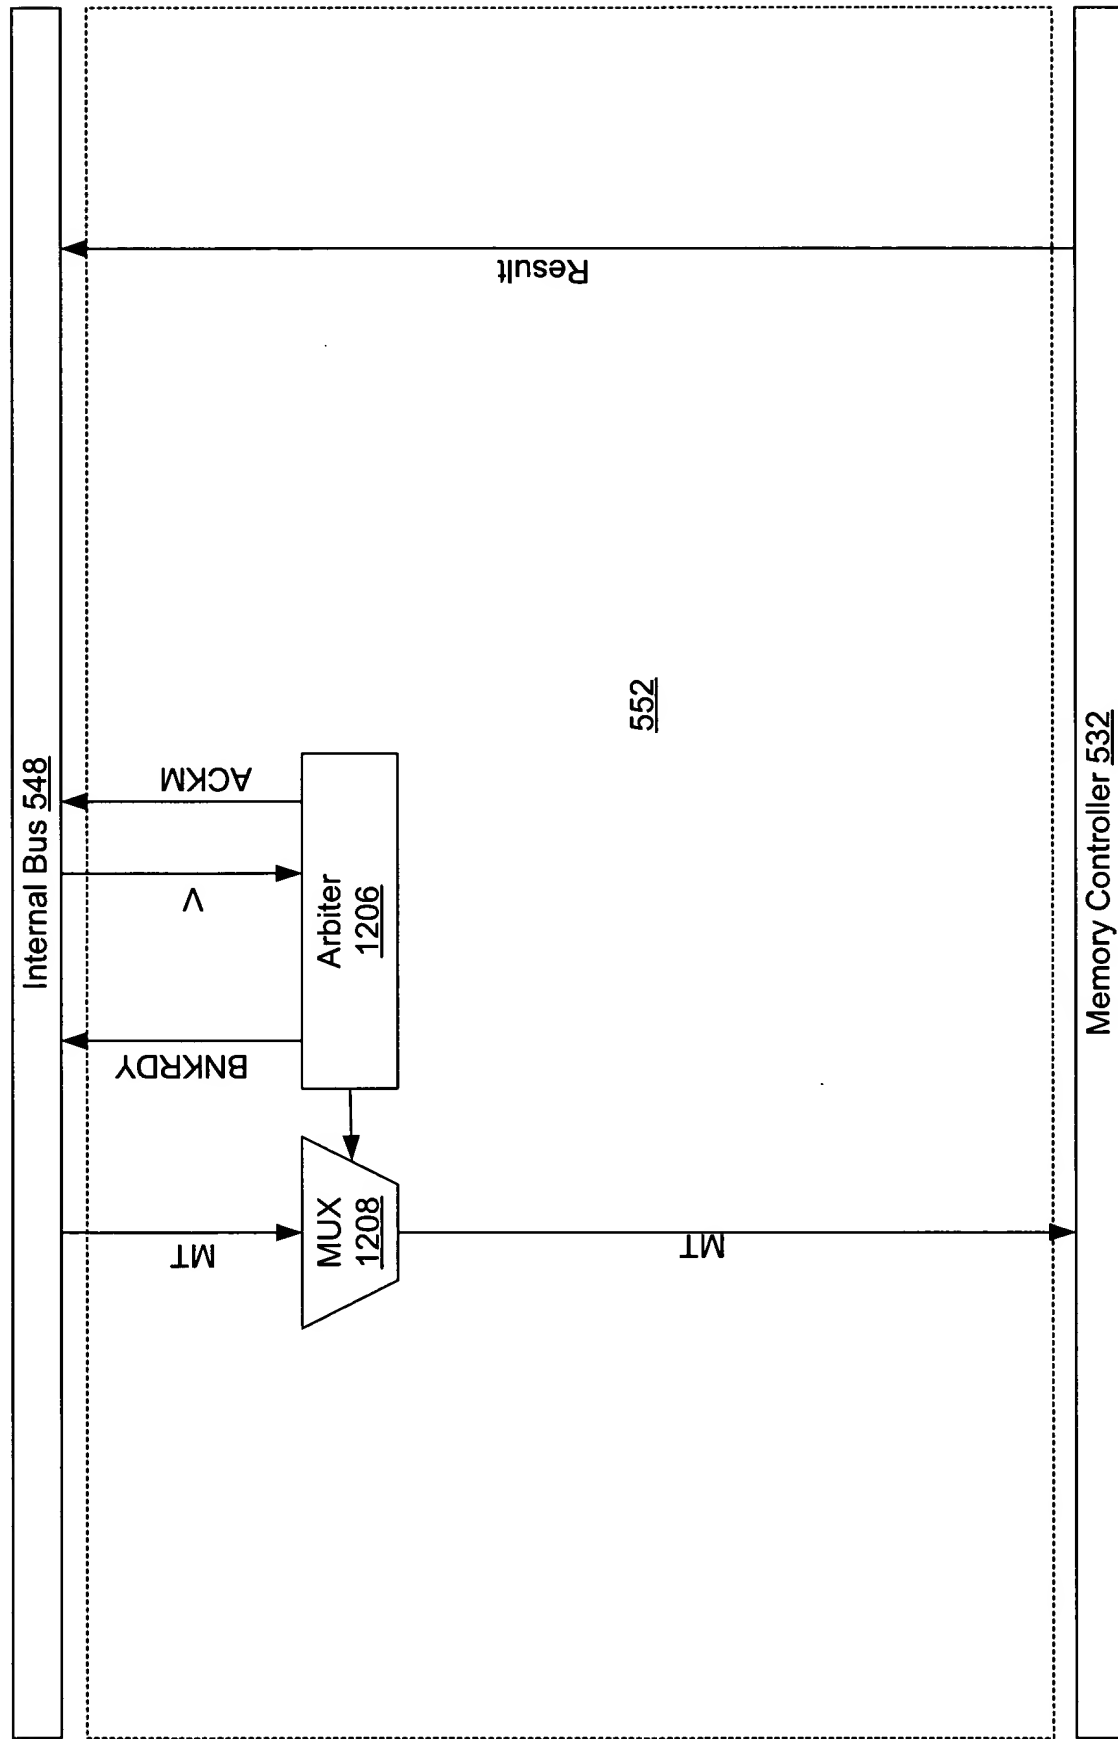 Internal Bus 548
MT
BNKRDY
V
ACKM
Result
MUX
1208
Arbiter
1206
MT
552
Memory Controller 532